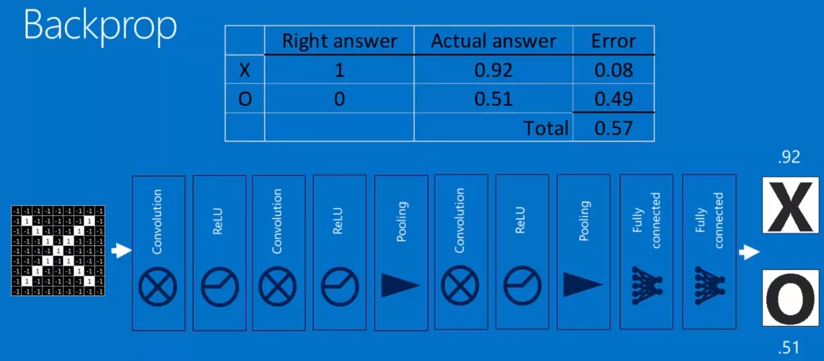 Backprop
Right answer Actual answer Error
X 1 0.92 0.08
O 0 0.51 0.49
Total 0.57
.92
Convolution
ReLU
Convolution
ReLU
Pooling
Convolution
ReLU
Pooling
Fully connected
Fully connected
X
O
.51